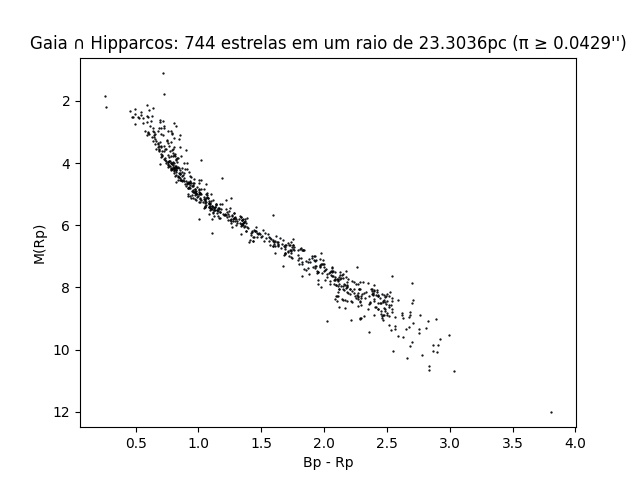 Gaia ∩ Hipparcos: 744 estrelas em um raio de 23.3036pc (π ≥ 0.0429'')
2
4
6
8
10
12
M(Rp)
0.5 1.0 1.5 2.0 2.5 3.0 3.5 4.0
Bp - Rp